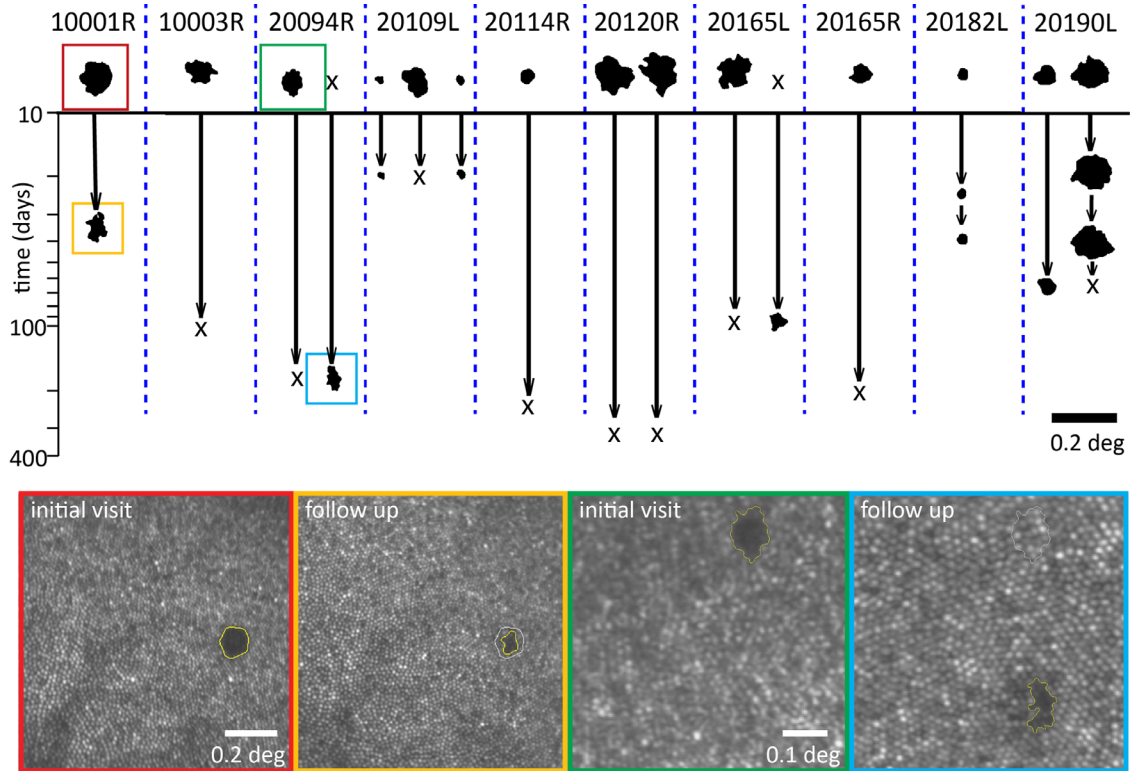 10001R 10003R 20094R 20109L 20114R 20120R 20165L 20165R 20182L 20190L
x x
10
x
time (days)
x
100 x x x
x
x
x x x
0.2 deg
400
initial visit follow up initial visit follow up
0.2 deg 0.1 deg